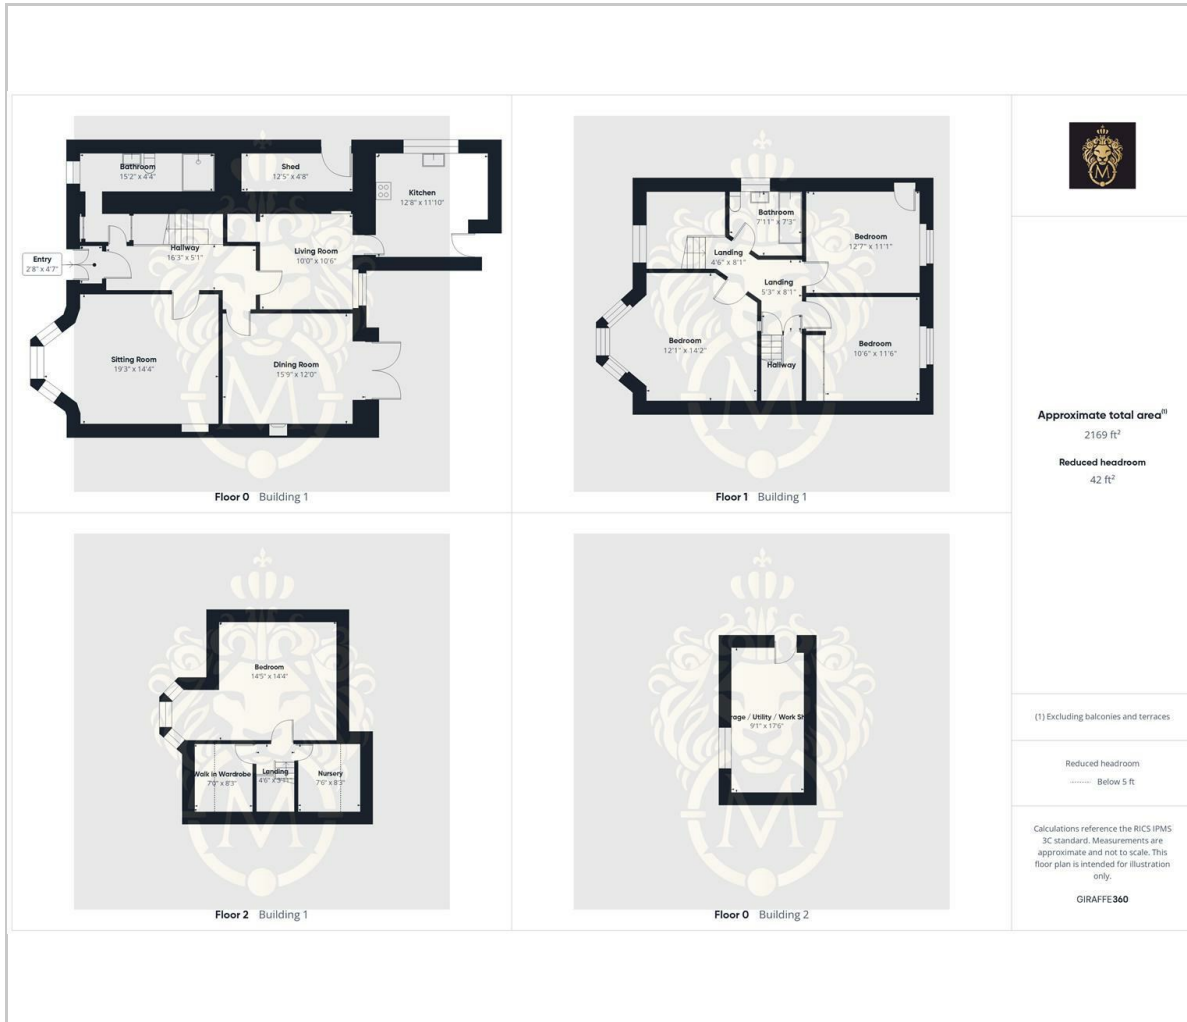 Bathroom
15'2" x 4'4"
Shed
12'5" x 4'8"
Kitchen
12'8" x 11'10"
Hallway
16'3" x 5'1"
Living Room
10'0" x 10'6"
Entry
2'8" x 4'7"
Sitting Room
19'3" x 14'4"
Dining Room
15'9" x 12'0"
Floor 0 Building 1
Bathroom
7'11" x 7'3"
Bedroom
12'7" x 11'1"
Landing
4'6" x 8'1"
Landing
5'3" x 8'1"
Bedroom
12'1" x 14'2"
Bedroom
10'6" x 11'6"
Hallway
Floor 1 Building 1
Bedroom
14'5" x 14'4"
Walk in Wardrobe
7'0" x 8'3"
Landing
Nursery
7'6" x 8'3"
Floor 2 Building 1
rage / Utility / Work Sh
9'1" x 17'6"
Floor 0 Building 2
M
Approximate total area(1)
2169 ft²
Reduced headroom
42 ft²
(1) Excluding balconies and terraces
Reduced headroom
Below 5 ft
Calculations reference the RICS IPMS
3C standard. Measurements are
approximate and not to scale. This
floor plan is intended for illustration
only.
GIRAFFE360